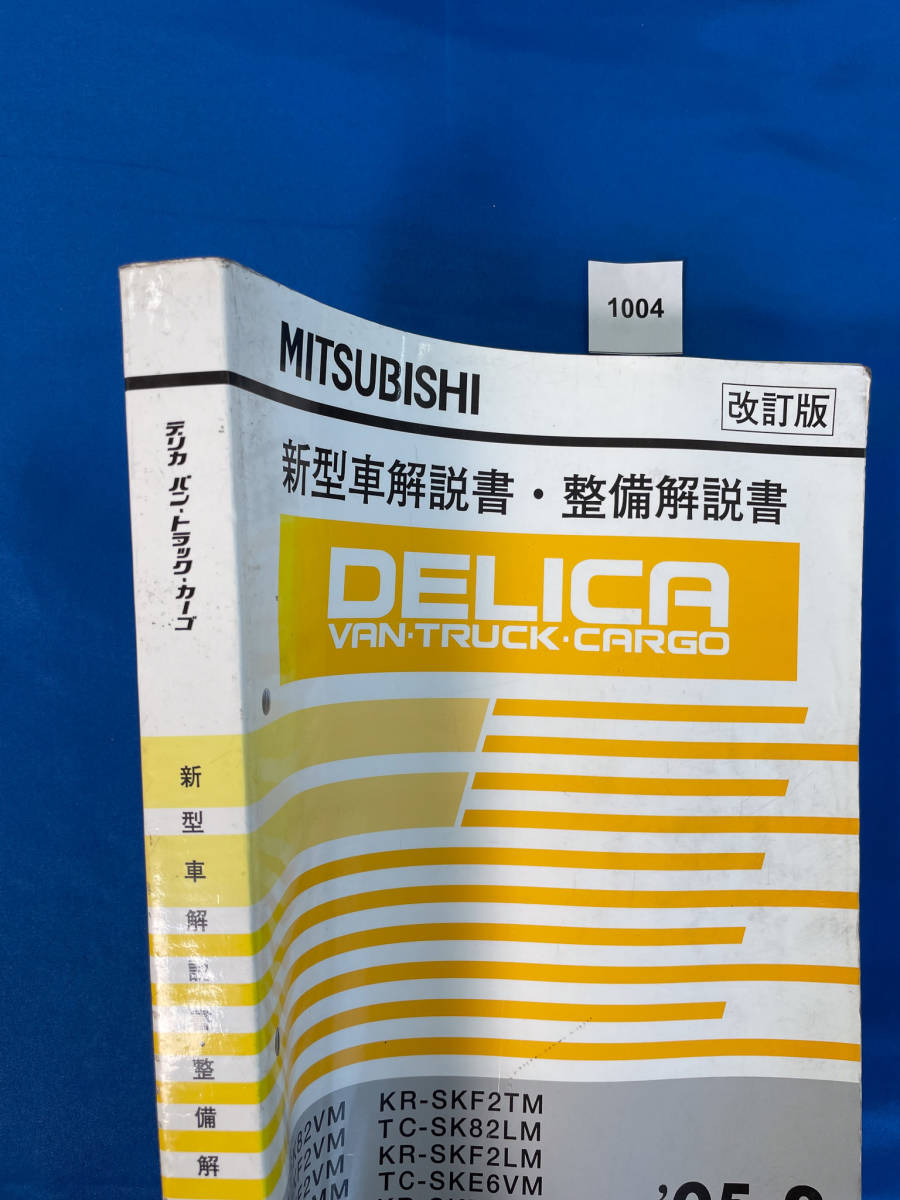 1004
MITSUBISHI
改訂版
新型車解説書・整備解説書
DELICA
VAN・TRUCK・CARGO
KR-SKF2TM
TC-SK82LM
KR-SKF2LM
TC-SKE6VM
デリカ バン・トラック・カーゴ
新型車解説書・整備解